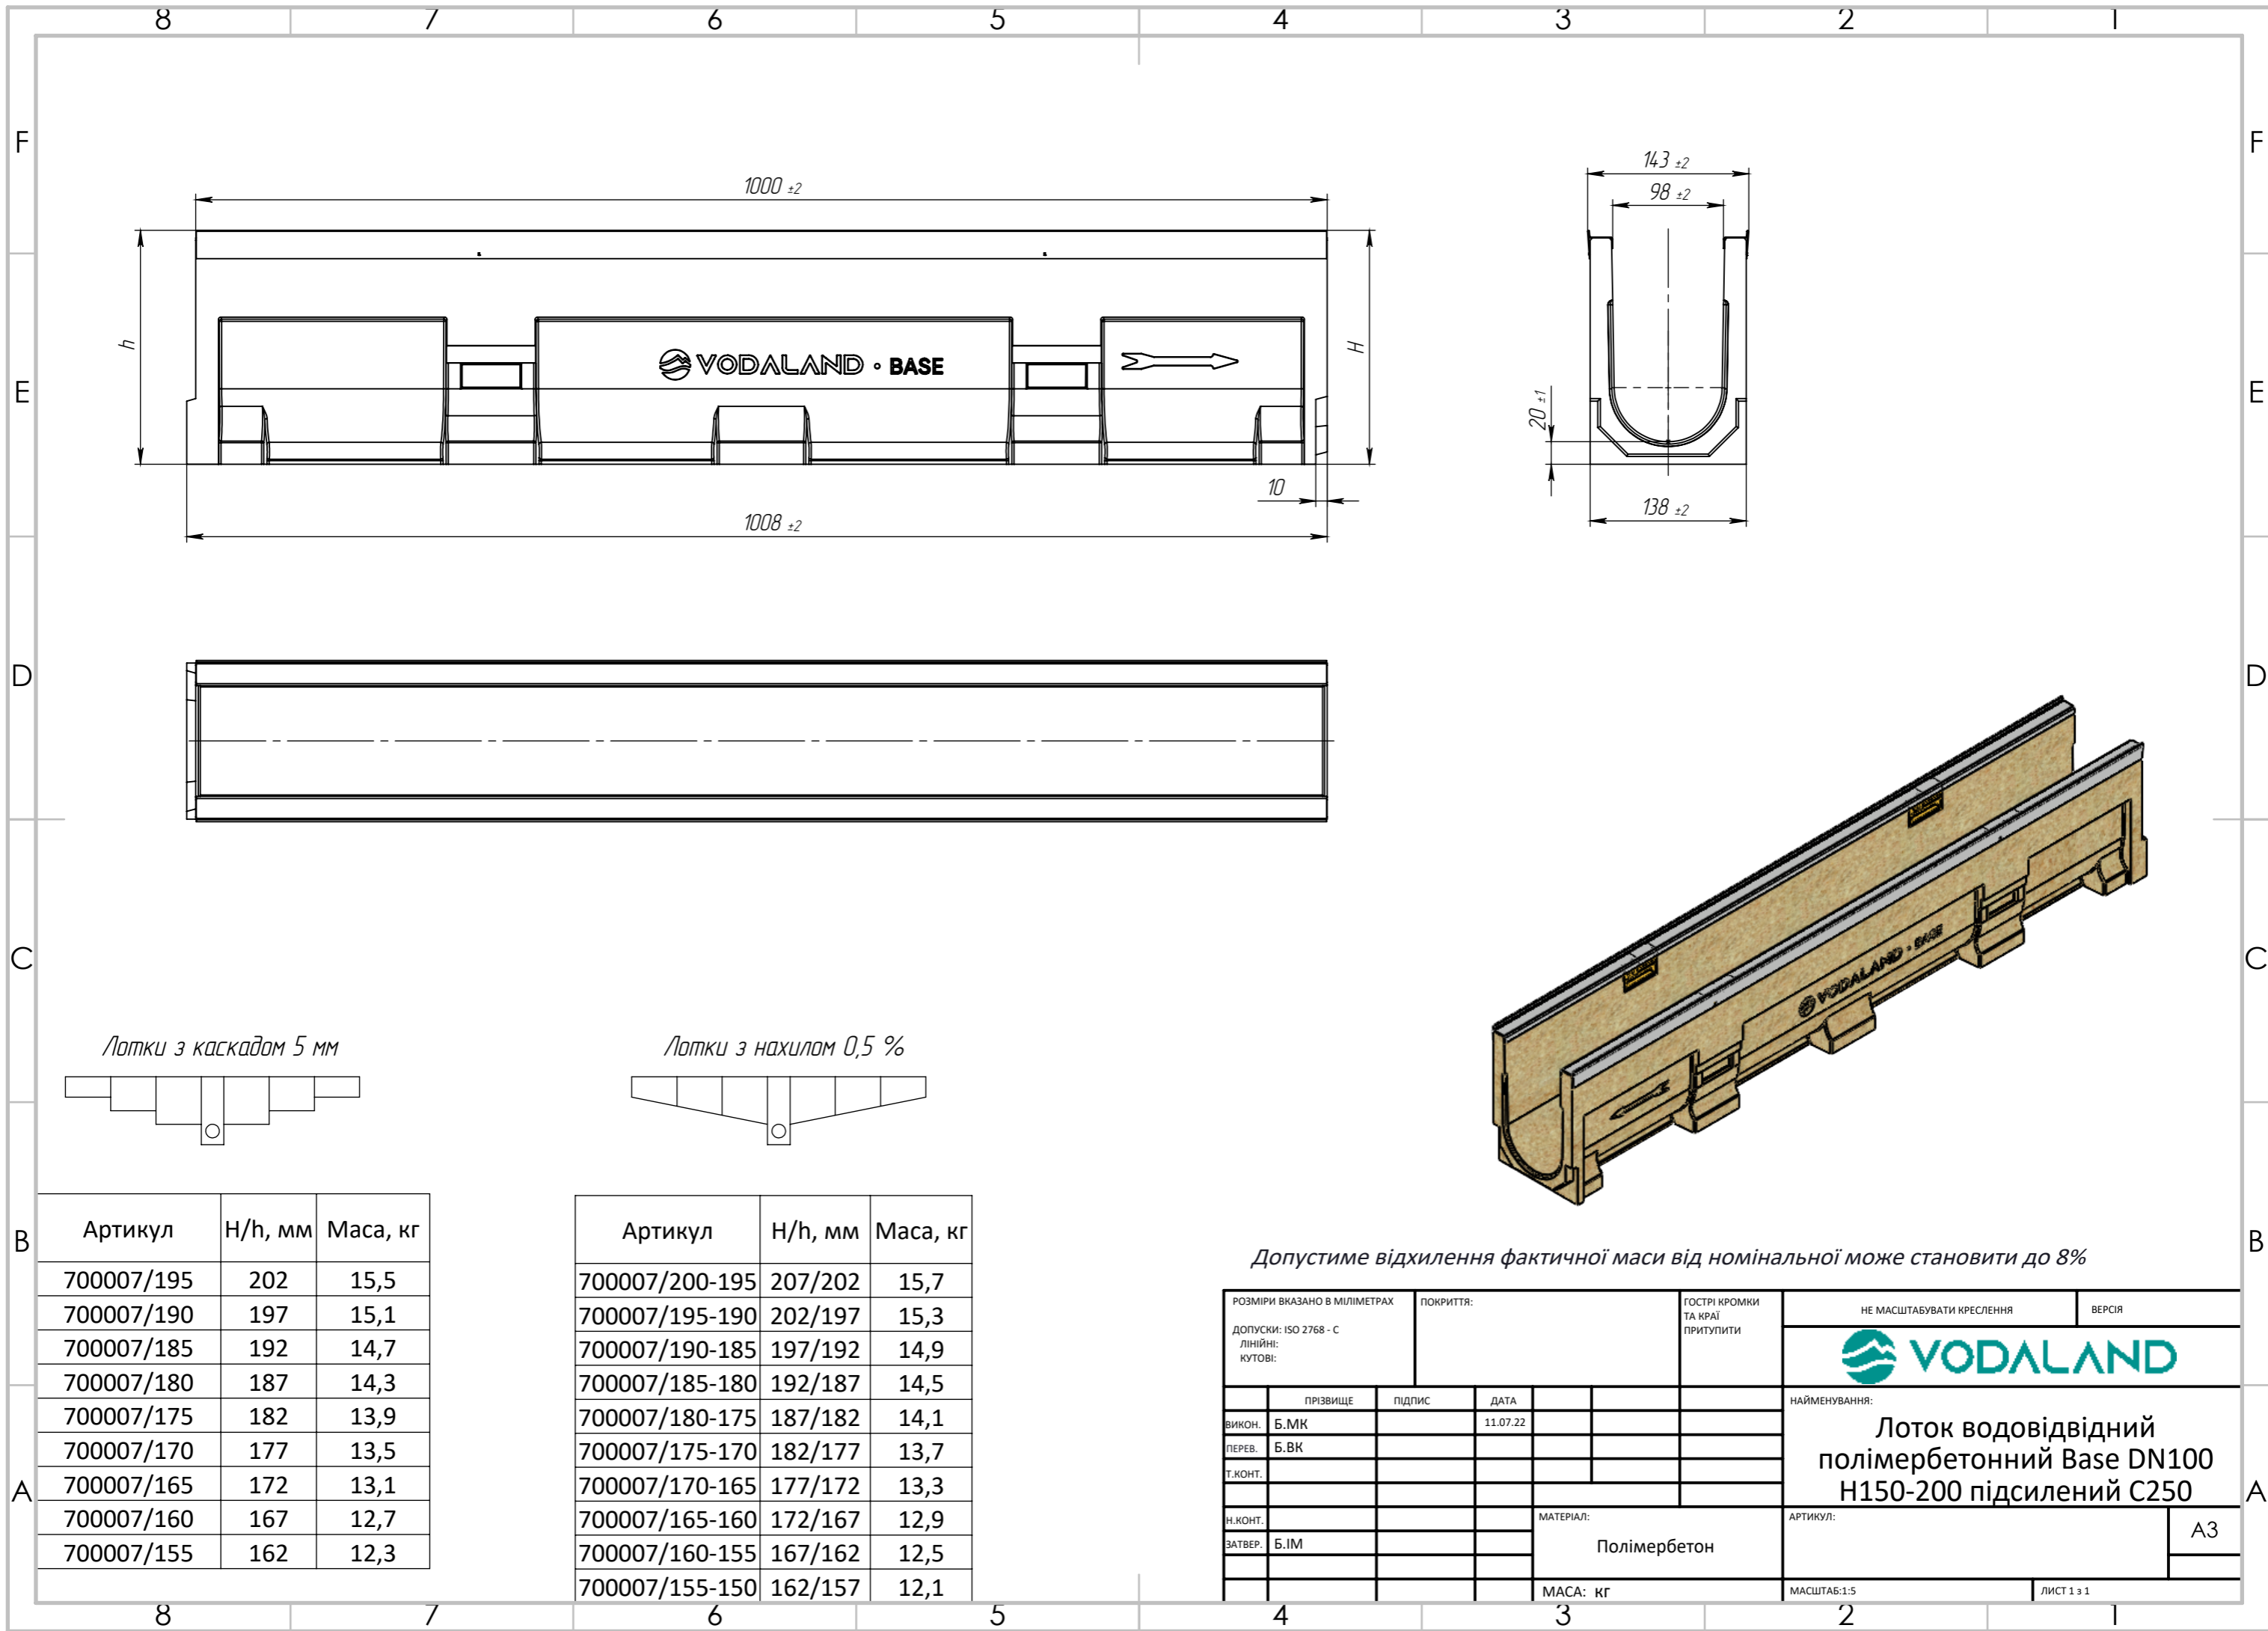 8 7 6 5 4 3 2 1
F F
E E
D D
C C
B B
A A
1000 ±2
h
H
VODALAND · BASE
10
1008 ±2
143 ±2
98 ±2
20 ±1
138 ±2
VODALAND · BASE
Лотки з каскадом 5 мм
Лотки з нахилом 0,5 %
Артикул H/h, мм Маса, кг
700007/195 202 15,5
700007/190 197 15,1
700007/185 192 14,7
700007/180 187 14,3
700007/175 182 13,9
700007/170 177 13,5
700007/165 172 13,1
700007/160 167 12,7
700007/155 162 12,3
Артикул H/h, мм Маса, кг
700007/200-195 207/202 15,7
700007/195-190 202/197 15,3
700007/190-185 197/192 14,9
700007/185-180 192/187 14,5
700007/180-175 187/182 14,1
700007/175-170 182/177 13,7
700007/170-165 177/172 13,3
700007/165-160 172/167 12,9
700007/160-155 167/162 12,5
700007/155-150 162/157 12,1
Допустиме відхилення фактичної маси від номінальної може становити до 8%
РОЗМІРИ ВКАЗАНО В МІЛІМЕТРАХ
ДОПУСКИ: ISO 2768 - C
ЛІНІЙНІ:
КУТОВІ:
ПОКРИТТЯ:
ГОСТРІ КРОМКИ
ТА КРАЇ
ПРИТУПИТИ
НЕ МАСШТАБУВАТИ КРЕСЛЕННЯ
ВЕРСІЯ
VODALAND
ПРІЗВИЩЕ ПІДПИС ДАТА
ВИКОН. Б.МК 11.07.22
ПЕРЕВ. Б.ВК
Т.КОНТ.
Н.КОНТ.
ЗАТВЕР. Б.ІМ
НАЙМЕНУВАННЯ:
Лоток водовідвідний
полімербетонний Base DN100
H150-200 підсилений C250
МАТЕРІАЛ:
Полімербетон
АРТИКУЛ:
A3
МАСА: кг
МАСШТАБ:1:5
ЛИСТ 1 з 1
8 7 6 5 4 3 2 1